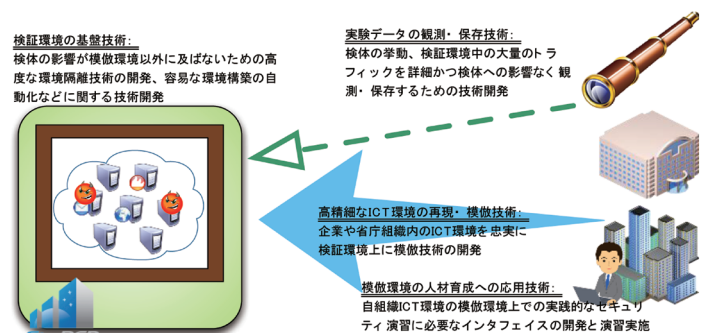 検証環境の基盤技術：
検体の影響が模倣環境以外に及ばないための高
度な環境隔離技術の開発、容易な環境構築の自
動化などに関する技術開発
実験データの観測・保存技術：
検体の挙動、検証環境中の大量のトラ
フィックを詳細かつ検体への影響なく観
測・保存するための技術開発
高精細なICT環境の再現・模倣技術：
企業や省庁組織内のICT環境を忠実に
検証環境上に模倣技術の開発
模倣環境の人材育成への応用技術：
自組織ICT環境の模倣環境上での実践的なセキュリ
ティ演習に必要なインタフェイスの開発と演習実施